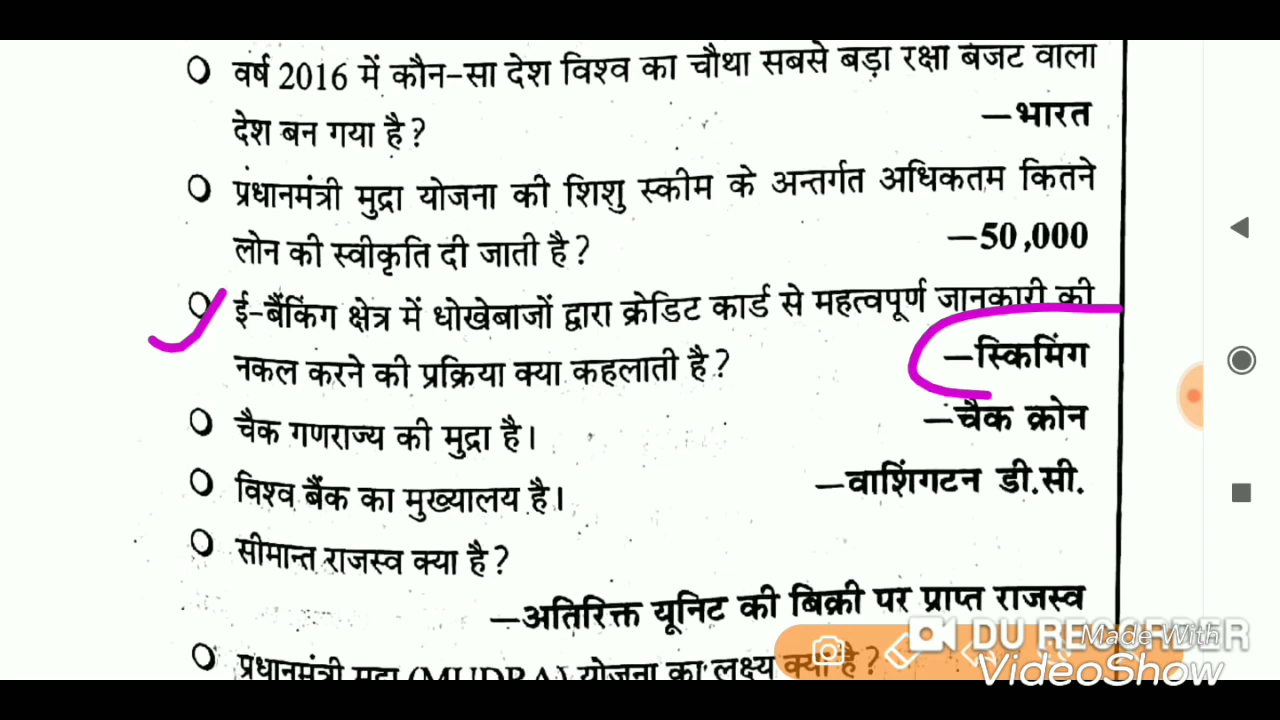 वर्ष 2016 में कौन-सा देश विश्व का चौथा सबसे बड़ा रक्षा बजट वाला
देश बन गया है? —भारत
प्रधानमंत्री मुद्रा योजना की शिशु स्कीम के अन्तर्गत अधिकतम कितने
लोन की स्वीकृति दी जाती है? —50,000
ई-बैंकिंग क्षेत्र में धोखेबाजों द्वारा क्रेडिट कार्ड से महत्वपूर्ण जानकारी की
नकल करने की प्रक्रिया क्या कहलाती है? —स्किमिंग
चैक गणराज्य की मुद्रा है। —चैक क्रोन
विश्व बैंक का मुख्यालय है। —वाशिंगटन डी.सी.
सीमान्त राजस्व क्या है?
—अतिरिक्त यूनिट की बिक्री पर प्राप्त राजस्व
प्रधानमंत्री मुद्रा (MUDRA) योजना का लक्ष्य क्या है?
DU RECORDER
Made With
VideoShow